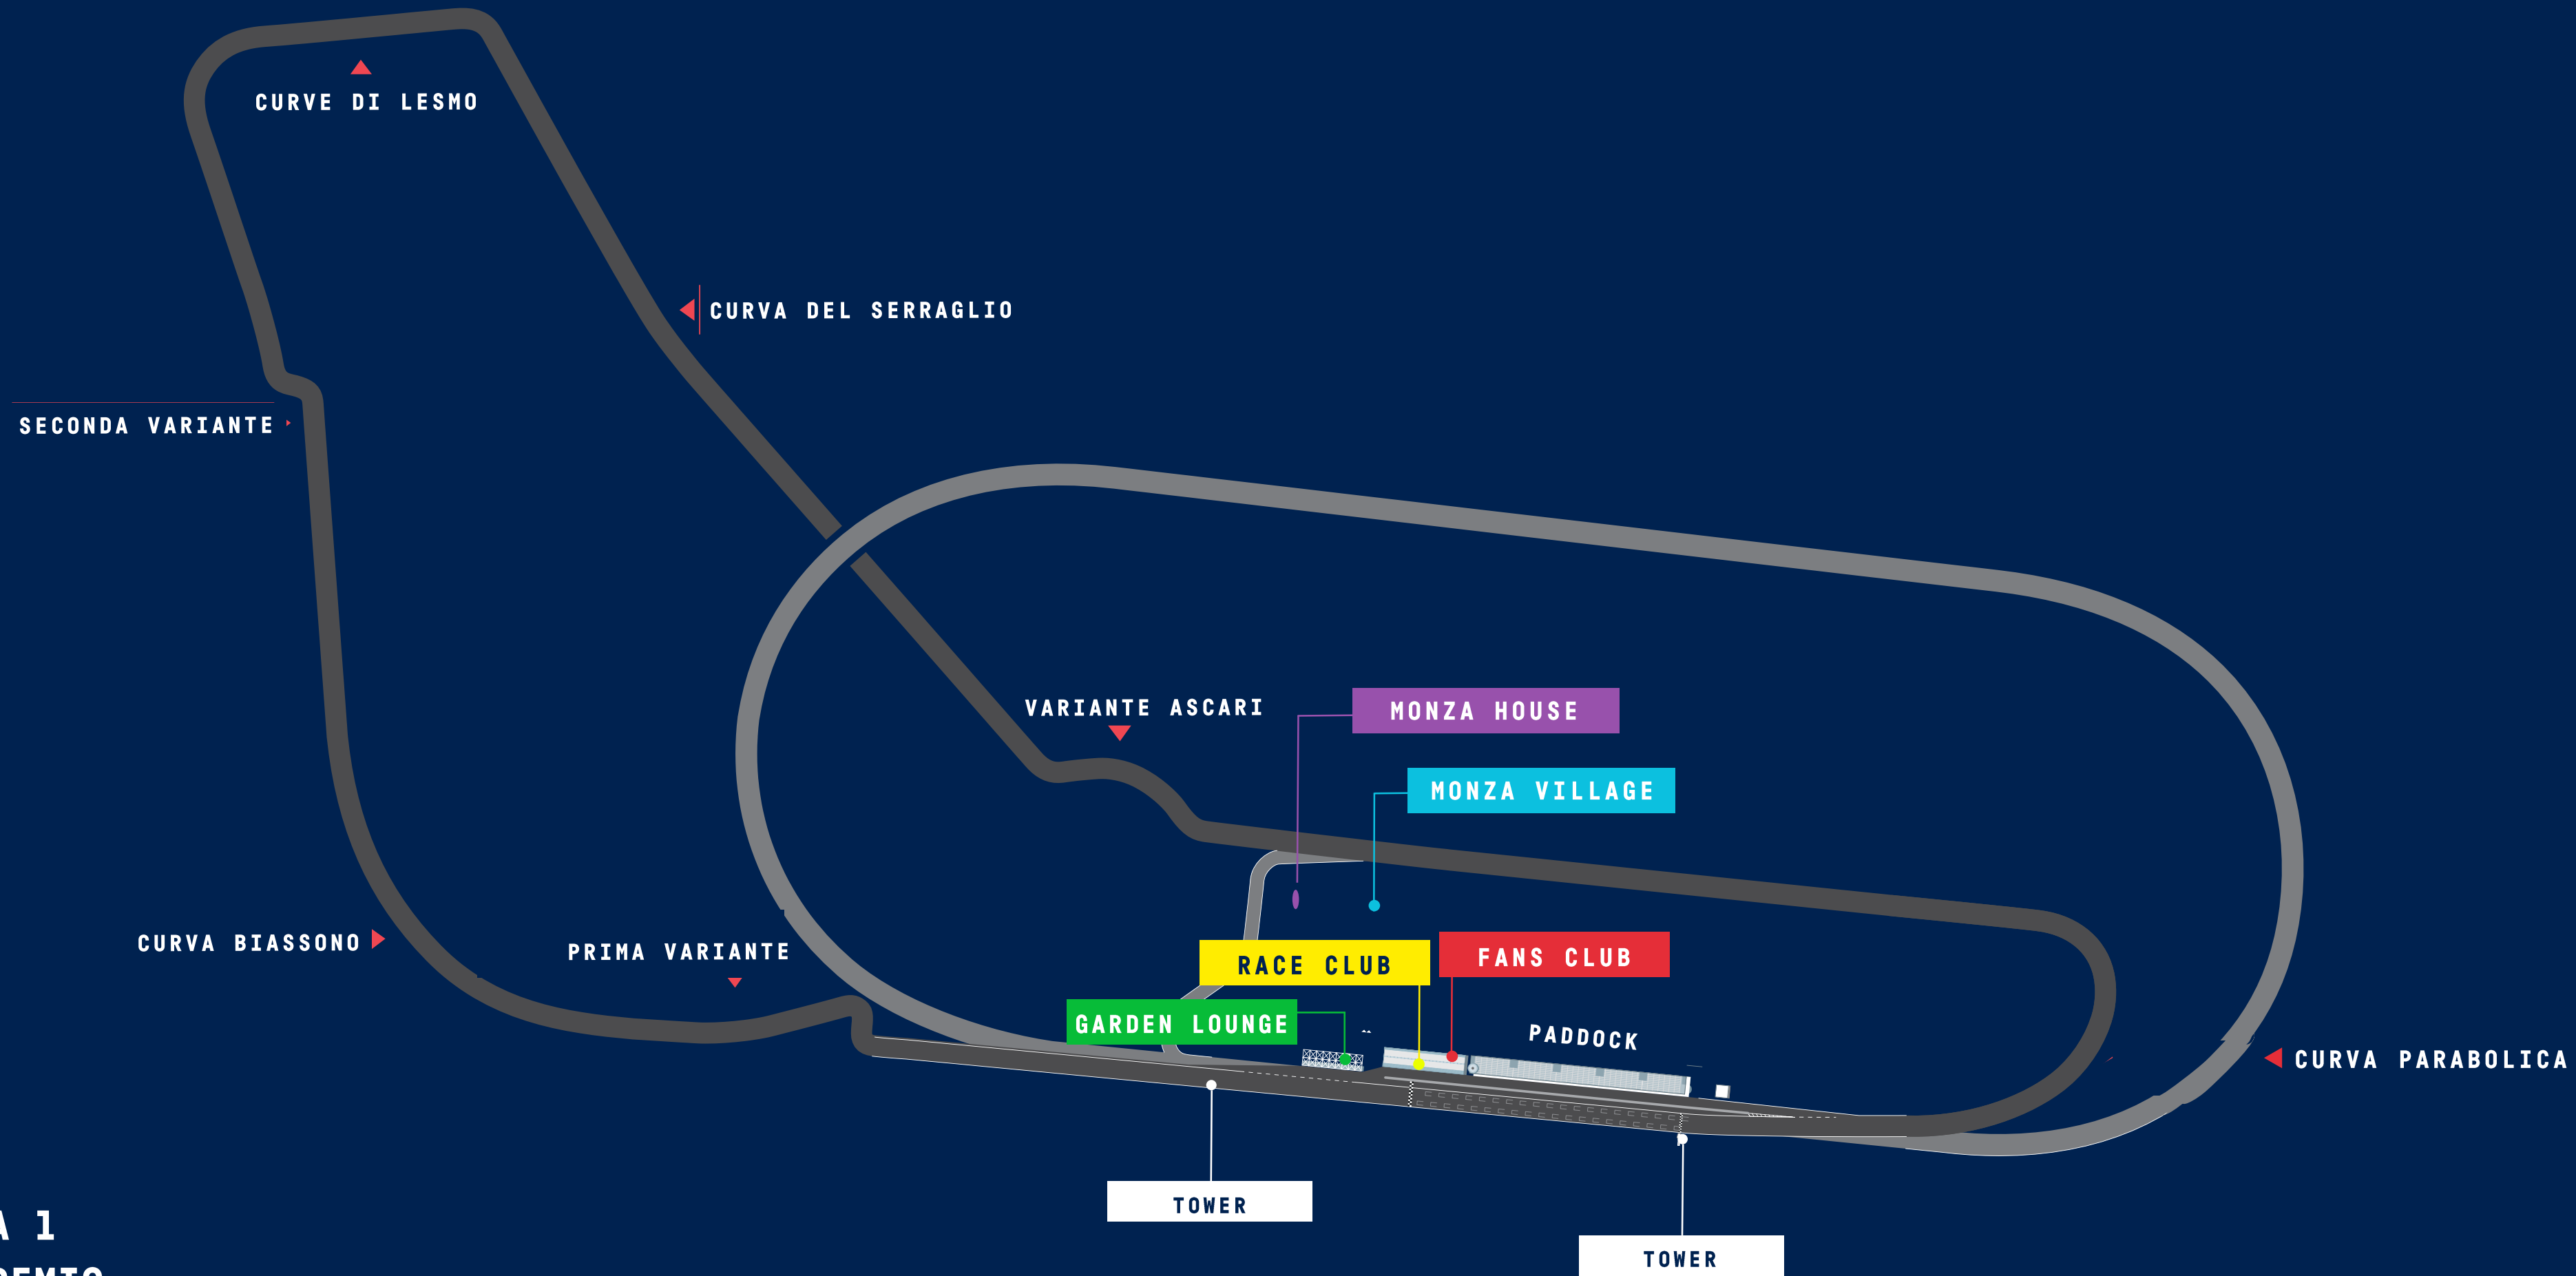 CURVE DI LESMO
CURVA DEL SERRAGLIO
SECONDA VARIANTE
VARIANTE ASCARI
MONZA HOUSE
MONZA VILLAGE
CURVA BIASSONO
PRIMA VARIANTE
RACE CLUB
FANS CLUB
GARDEN LOUNGE
PADDOCK
CURVA PARABOLICA
TOWER
A 1
TOWER